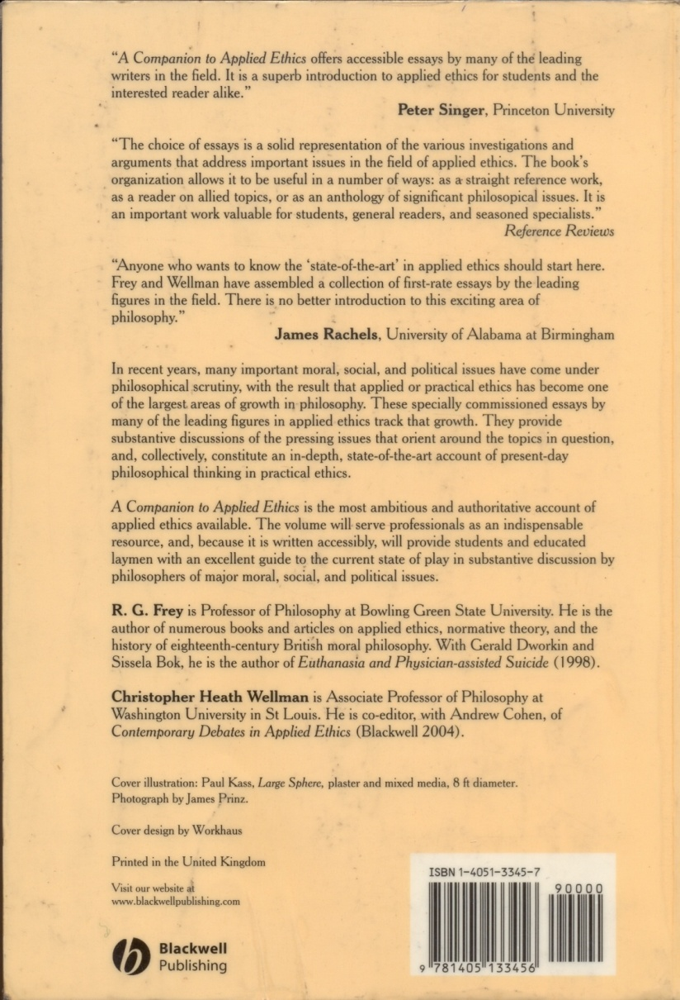 “A Companion to Applied Ethics offers accessible essays by many of the leading
writers in the field. It is a superb introduction to applied ethics for students and the
interested reader alike.”
Peter Singer, Princeton University
“The choice of essays is a solid representation of the various investigations and
arguments that address important issues in the field of applied ethics. The book’s
organization allows it to be useful in a number of ways: as a straight reference work,
as a reader on allied topics, or as an anthology of significant philosopical issues. It is
an important work valuable for students, general readers, and seasoned specialists.”
Reference Reviews
“Anyone who wants to know the ‘state-of-the-art’ in applied ethics should start here.
Frey and Wellman have assembled a collection of first-rate essays by the leading
figures in the field. There is no better introduction to this exciting area of
philosophy.”
James Rachels, University of Alabama at Birmingham
In recent years, many important moral, social, and political issues have come under
philosophical scrutiny, with the result that applied or practical ethics has become one
of the largest areas of growth in philosophy. These specially commissioned essays by
many of the leading figures in applied ethics track that growth. They provide
substantive discussions of the pressing issues that orient around the topics in question,
and, collectively, constitute an in-depth, state-of-the-art account of present-day
philosophical thinking in practical ethics.
A Companion to Applied Ethics is the most ambitious and authoritative account of
applied ethics available. The volume will serve professionals as an indispensable
resource, and, because it is written accessibly, will provide students and educated
laymen with an excellent guide to the current state of play in substantive discussion by
philosophers of major moral, social, and political issues.
R. G. Frey is Professor of Philosophy at Bowling Green State University. He is the
author of numerous books and articles on applied ethics, normative theory, and the
history of eighteenth-century British moral philosophy. With Gerald Dworkin and
Sissela Bok, he is the author of Euthanasia and Physician-assisted Suicide (1998).
Christopher Heath Wellman is Associate Professor of Philosophy at
Washington University in St Louis. He is co-editor, with Andrew Cohen, of
Contemporary Debates in Applied Ethics (Blackwell 2004).
Cover illustration: Paul Kass, Large Sphere, plaster and mixed media, 8 ft diameter.
Photograph by James Prinz.
Cover design by Workhaus
Printed in the United Kingdom
Visit our website at
www.blackwellpublishing.com
b Blackwell
Publishing
ISBN 1-4051-3345-7
90000
9 781405 133456